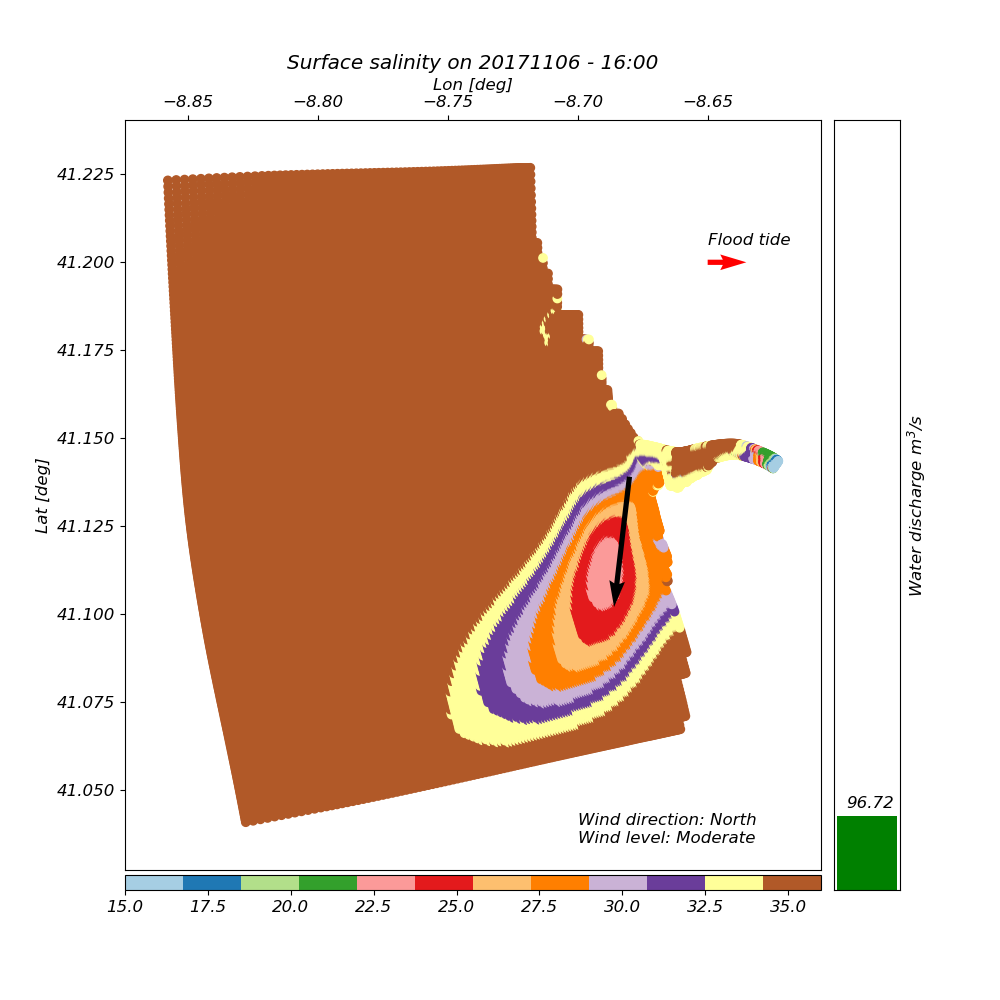 Surface salinity on 20171106 - 16:00
Lon [deg]
−8.85 −8.80 −8.75 −8.70 −8.65
41.225
41.200
41.175
41.150
41.125
41.100
41.075
41.050
Lat [deg]
Flood tide
Wind direction: North
Wind level: Moderate
96.72
Water discharge m³/s
15.0 17.5 20.0 22.5 25.0 27.5 30.0 32.5 35.0